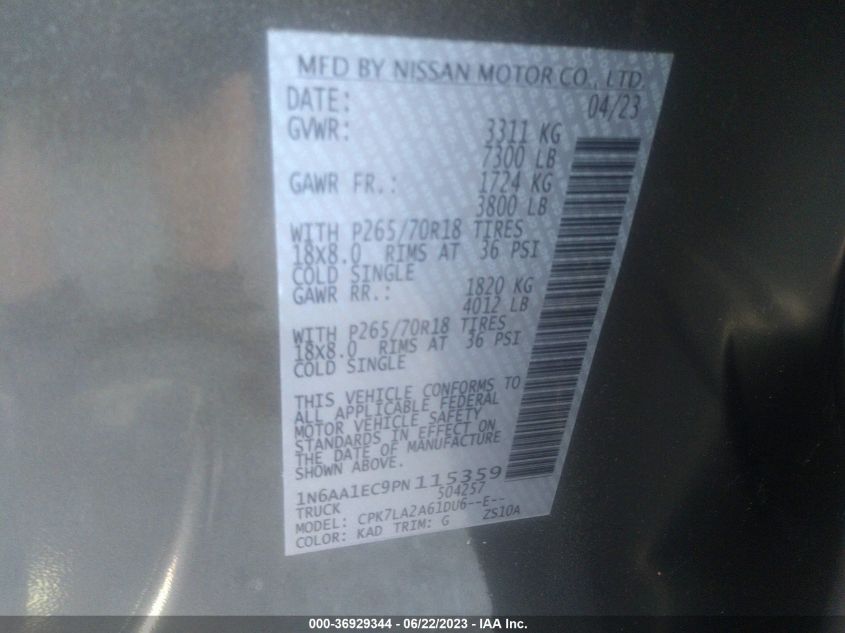 MFD BY NISSAN MOTOR CO., LTD
DATE: 04/23
GVWR: 3311 KG
7300 LB
GAWR FR.: 1724 KG
3800 LB
WITH P265/70R18 TIRES
18X8.0 RIMS AT 36 PSI
COLD SINGLE
GAWR RR.: 1820 KG
4012 LB
WITH P265/70R18 TIRES
18X8.0 RIMS AT 36 PSI
COLD SINGLE
THIS VEHICLE CONFORMS TO
ALL APPLICABLE FEDERAL
MOTOR VEHICLE SAFETY
STANDARDS IN EFFECT ON
THE DATE OF MANUFACTURE
SHOWN ABOVE.
1N6AA1EC9PN115359
TRUCK 504257
MODEL: CPK7LA2A61DU6--E--
COLOR: KAD TRIM: G ZS10A
000-36929344 - 06/22/2023 - IAA Inc.